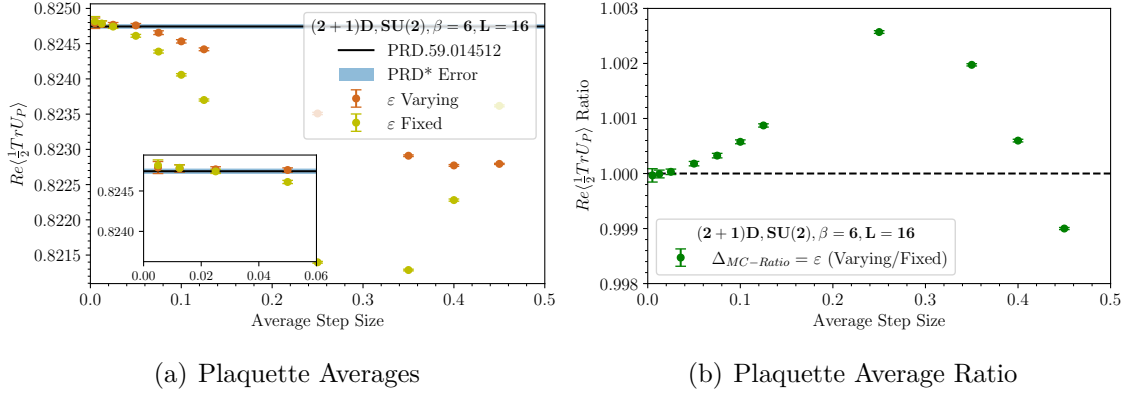 0.8250
0.8245
0.8240
0.8235
0.8230
0.8225
0.8220
0.8215
Re⟨½TrU_P⟩
(2 + 1)D, SU(2), β = 6, L = 16
PRD.59.014512
PRD* Error
ε Varying
ε Fixed
0.8245
0.8240
0.00 0.02 0.04 0.06
0.0 0.1 0.2 0.3 0.4 0.5
Average Step Size
(a) Plaquette Averages
1.003
1.002
1.001
1.000
0.999
0.998
Re⟨½TrU_P⟩ Ratio
(2 + 1)D, SU(2), β = 6, L = 16
Δ_{MC−Ratio} = ε (Varying/Fixed)
0.0 0.1 0.2 0.3 0.4 0.5
Average Step Size
(b) Plaquette Average Ratio